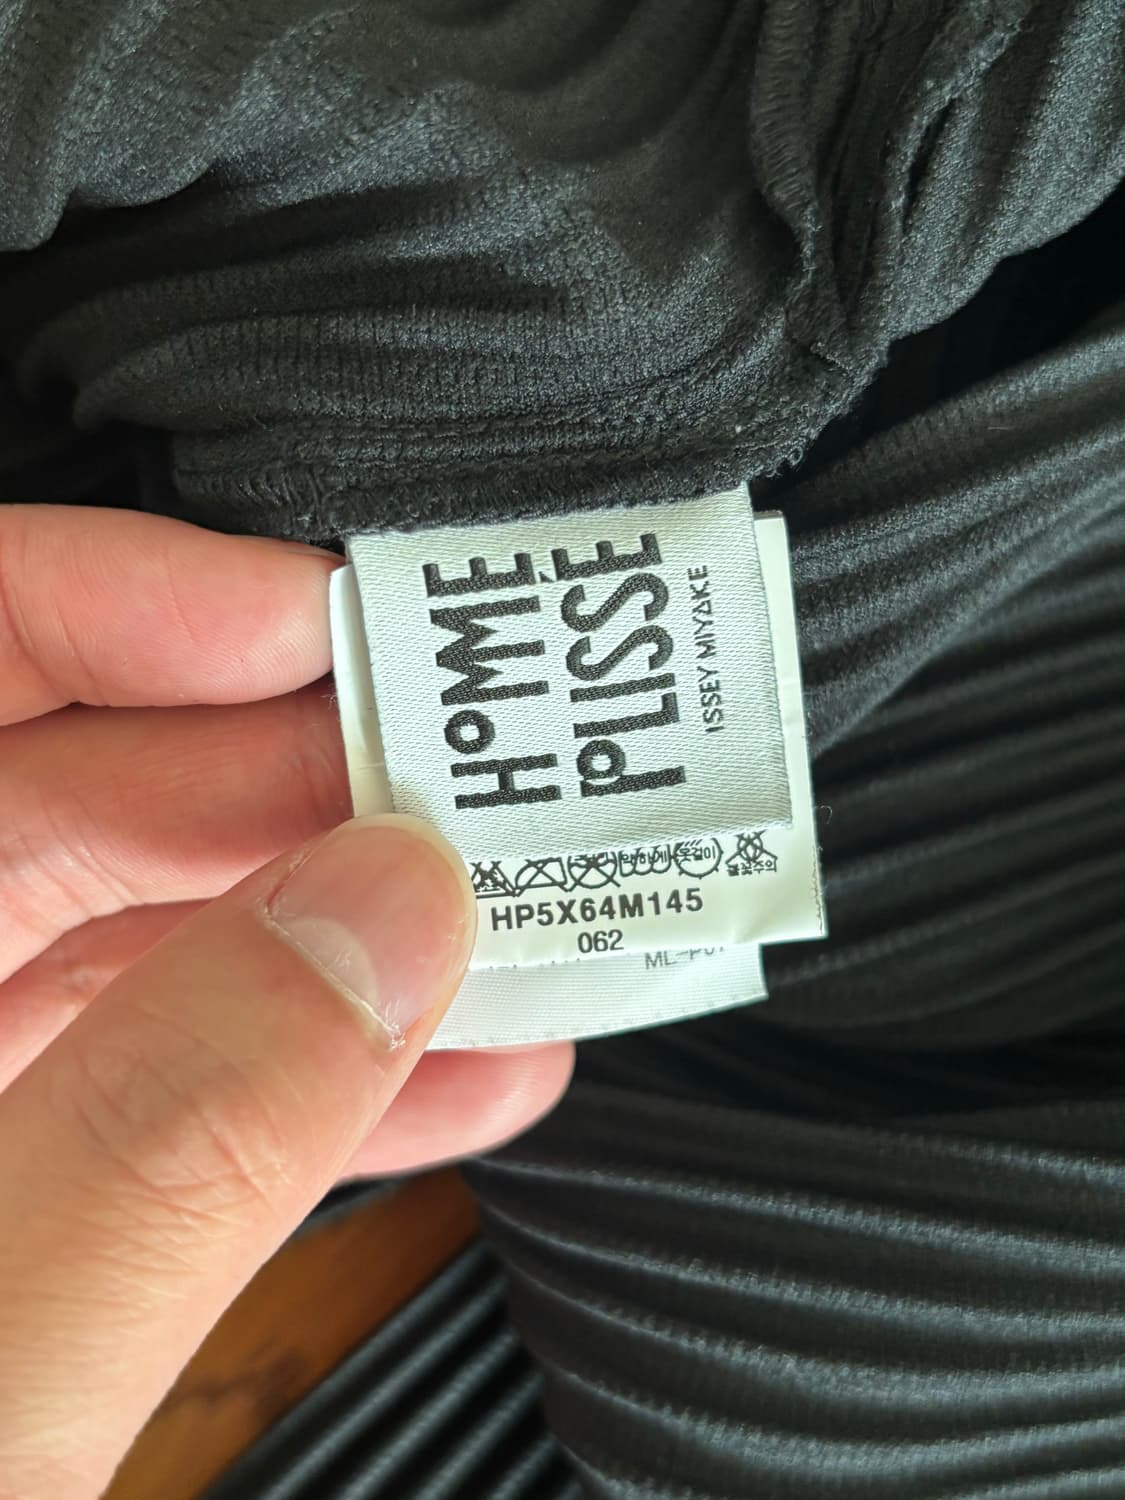 HOMME
PLISSÉ
ISSEY MIYAKE
HP5X64M145
062